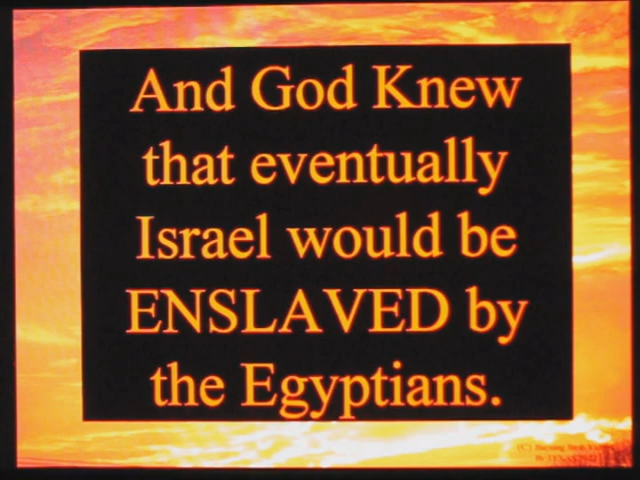 And God Knew
that eventually
Israel would be
ENSLAVED by
the Egyptians.